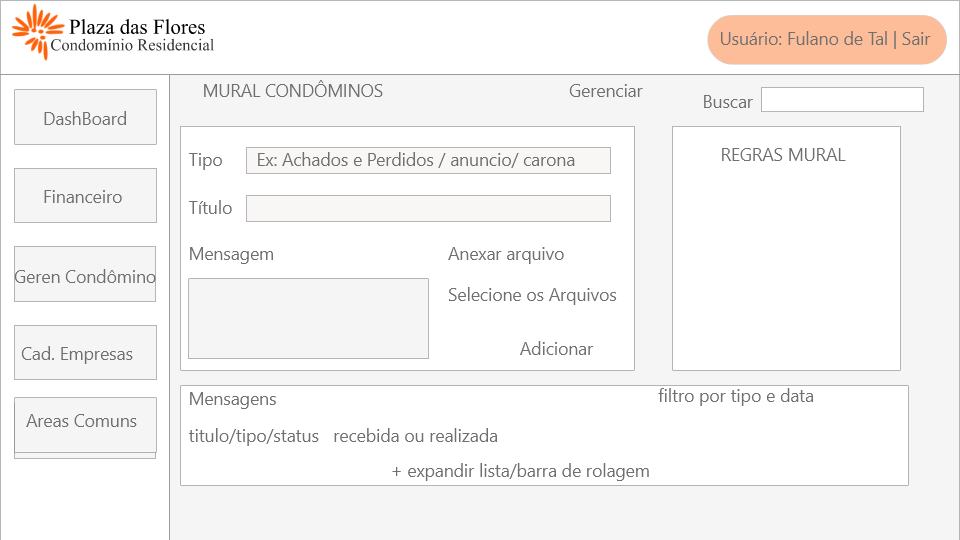 Plaza das Flores
Condomínio Residencial
Usuário: Fulano de Tal | Sair
DashBoard
Financeiro
Geren Condômino
Cad. Empresas
Areas Comuns
MURAL CONDÔMINOS
Gerenciar
Buscar
Tipo
Ex: Achados e Perdidos / anuncio/ carona
Título
Mensagem
Anexar arquivo
Selecione os Arquivos
Adicionar
REGRAS MURAL
Mensagens
filtro por tipo e data
titulo/tipo/status recebida ou realizada
+ expandir lista/barra de rolagem